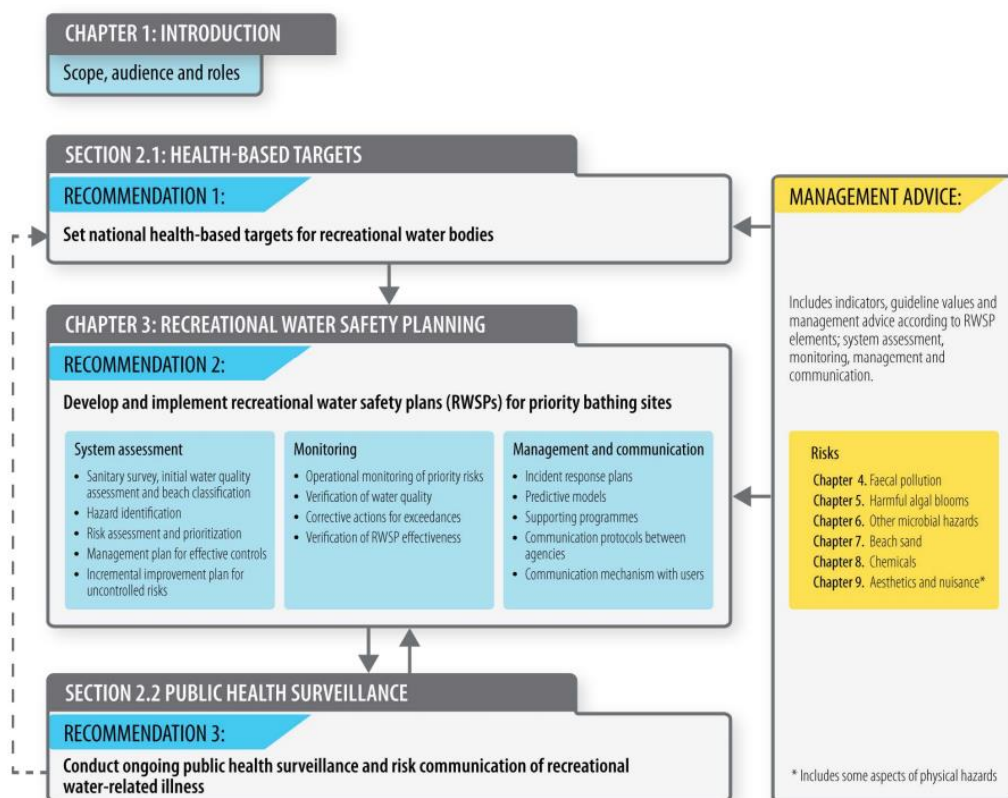 CHAPTER 1: INTRODUCTION
Scope, audience and roles
SECTION 2.1: HEALTH-BASED TARGETS
RECOMMENDATION 1:
Set national health-based targets for recreational water bodies
CHAPTER 3: RECREATIONAL WATER SAFETY PLANNING
RECOMMENDATION 2:
Develop and implement recreational water safety plans (RWSPs) for priority bathing sites
System assessment
• Sanitary survey, initial water quality
assessment and beach classification
• Hazard identification
• Risk assessment and prioritization
• Management plan for effective controls
• Incremental improvement plan for
uncontrolled risks
Monitoring
• Operational monitoring of priority risks
• Verification of water quality
• Corrective actions for exceedances
• Verification of RWSP effectiveness
Management and communication
• Incident response plans
• Predictive models
• Supporting programmes
• Communication protocols between
agencies
• Communication mechanism with users
SECTION 2.2 PUBLIC HEALTH SURVEILLANCE
RECOMMENDATION 3:
Conduct ongoing public health surveillance and risk communication of recreational
water-related illness
MANAGEMENT ADVICE:
Includes indicators, guideline values and
management advice according to RWSP
elements; system assessment,
monitoring, management and
communication.
Risks
Chapter 4. Faecal pollution
Chapter 5. Harmful algal blooms
Chapter 6. Other microbial hazards
Chapter 7. Beach sand
Chapter 8. Chemicals
Chapter 9. Aesthetics and nuisance*
* Includes some aspects of physical hazards